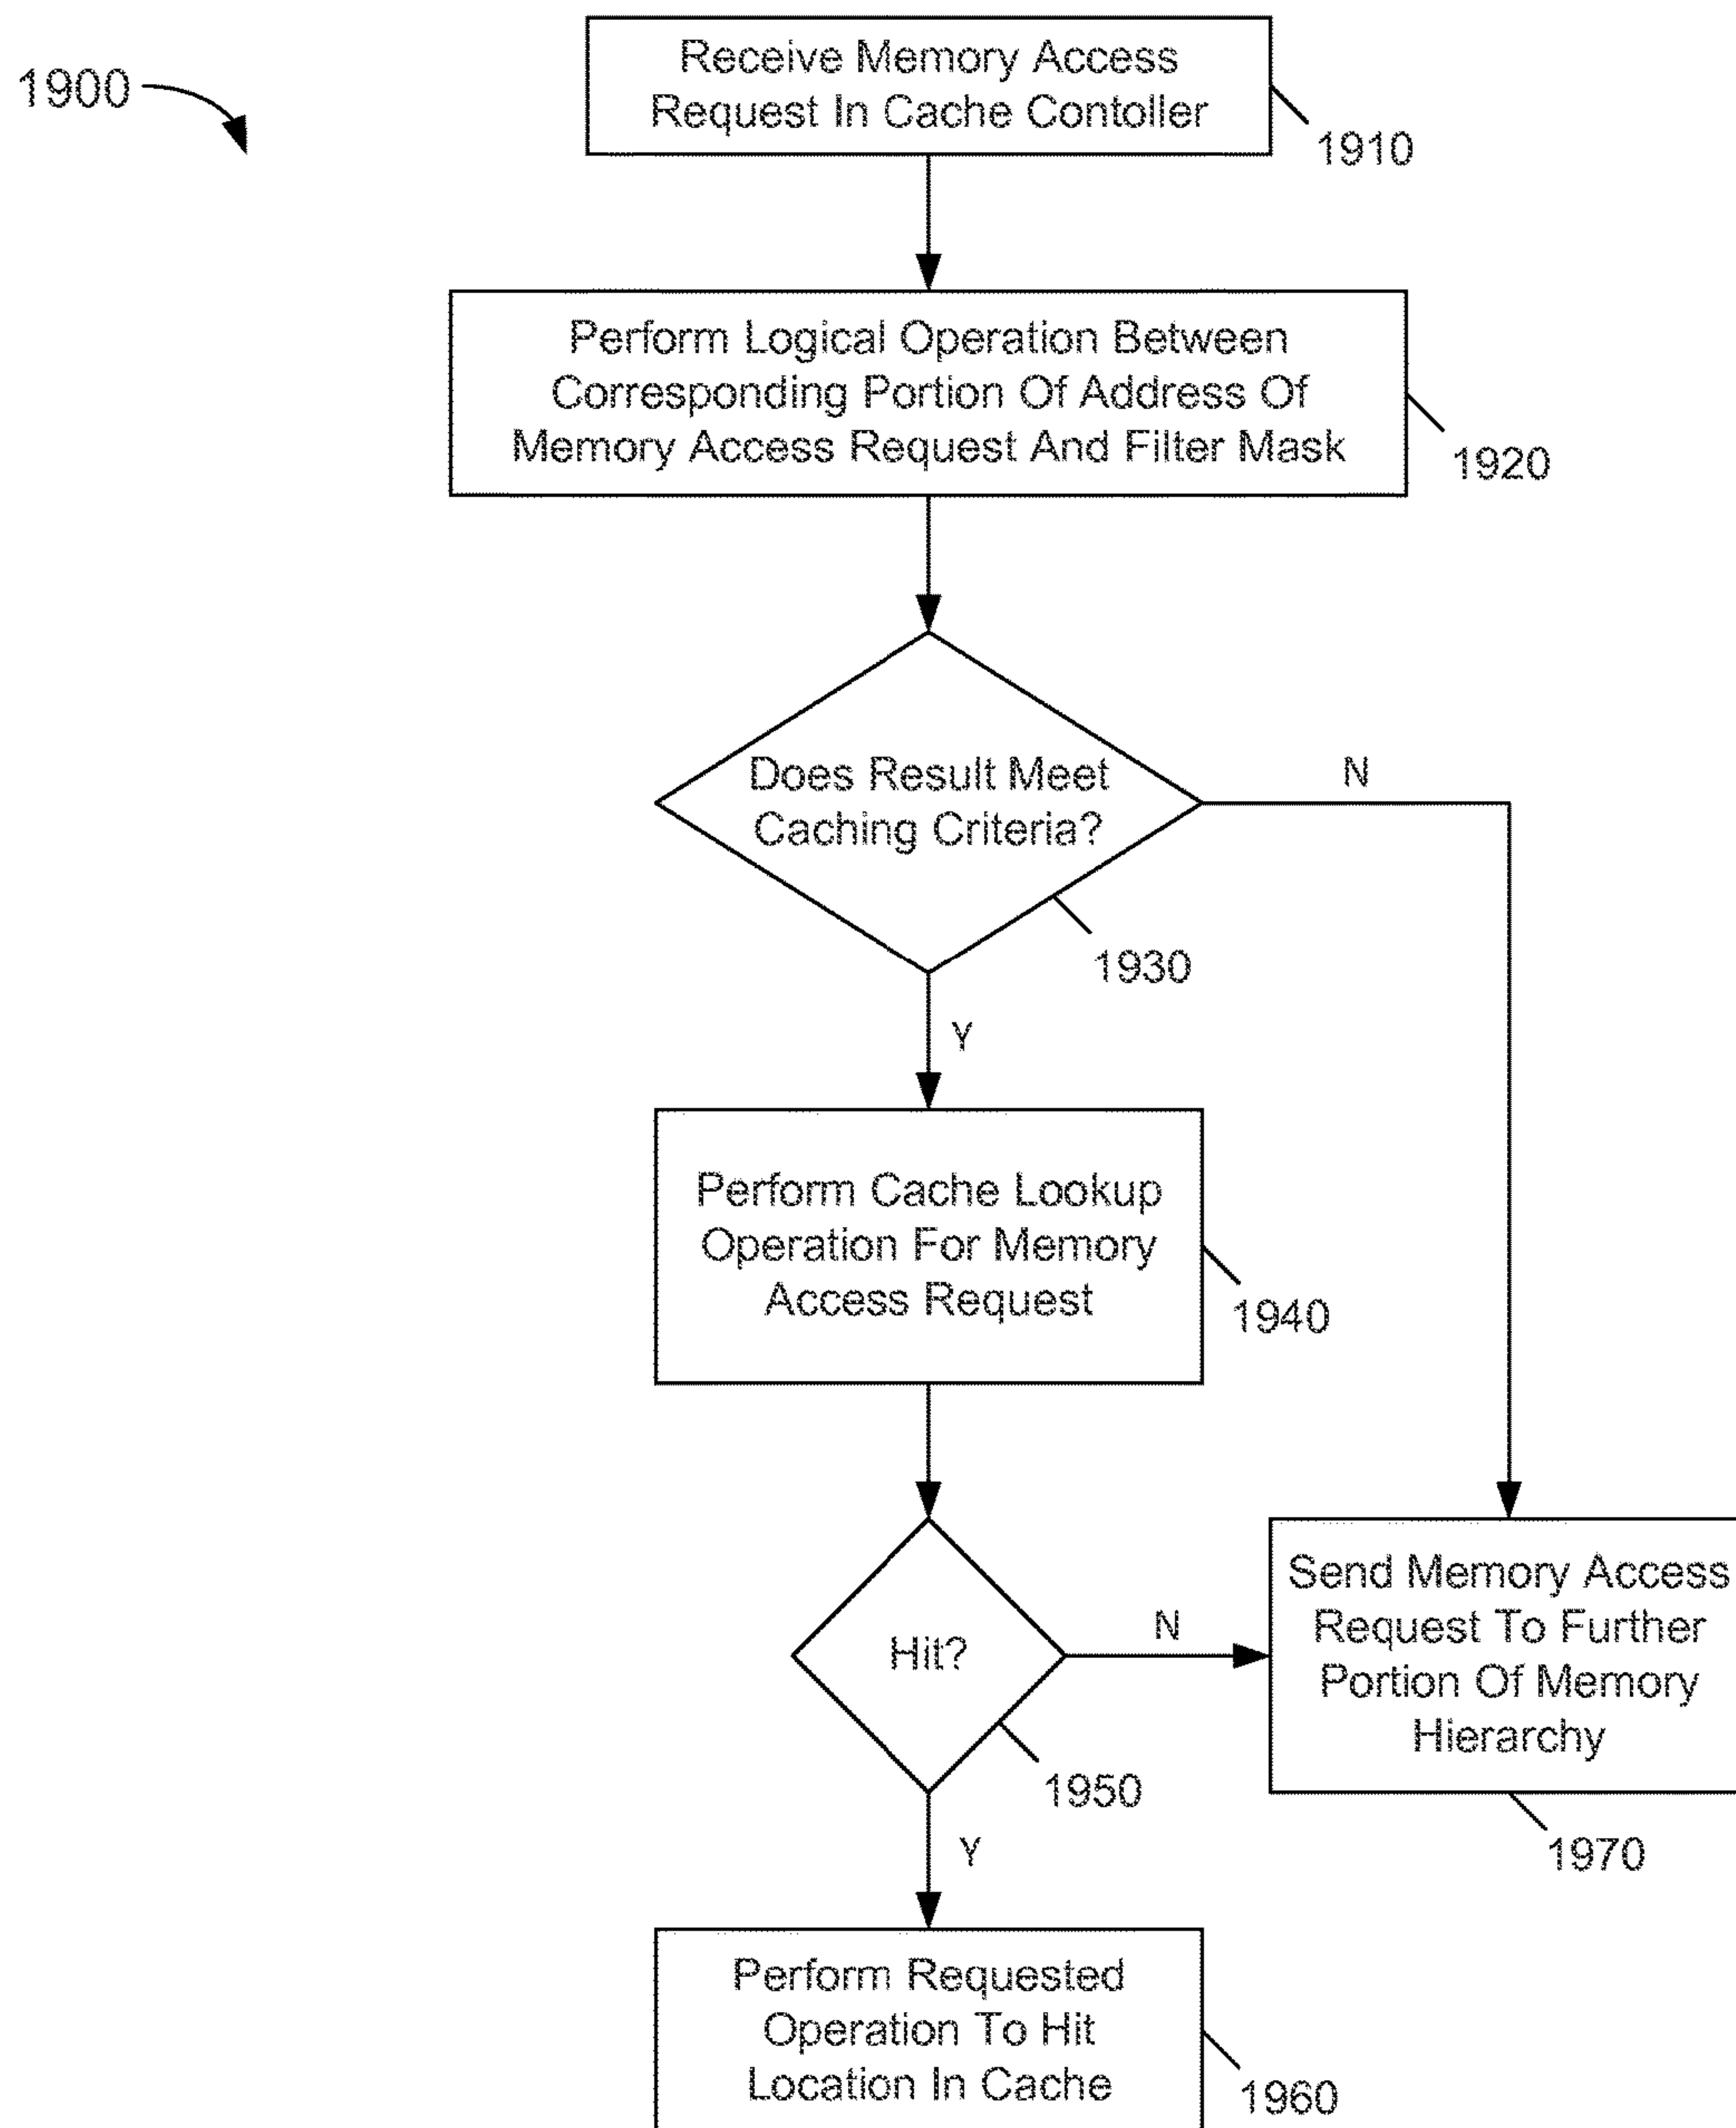 1900
Receive Memory Access
Request In Cache Contoller
1910
Perform Logical Operation Between
Corresponding Portion Of Address Of
Memory Access Request And Filter Mask
1920
Does Result Meet
Caching Criteria?
N
1930
Y
Perform Cache Lookup
Operation For Memory
Access Request
1940
Hit?
N
1950
Send Memory Access
Request To Further
Portion Of Memory
Hierarchy
1970
Y
Perform Requested
Operation To Hit
Location In Cache
1960